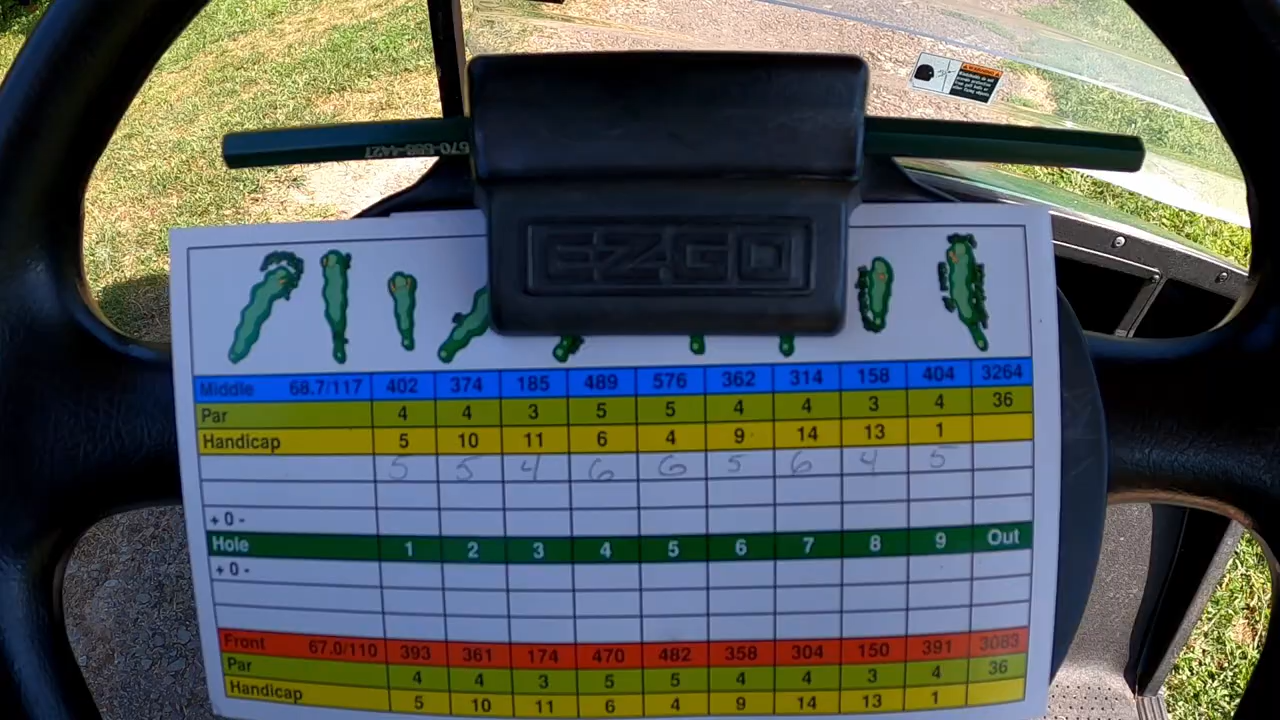 WARNING
670-588-4427
E-Z-GO
Middle 68.7/117 402 374 185 489 576 362 314 158 404 3264
Par 4 4 3 5 5 4 4 3 4 36
Handicap 5 10 11 6 4 9 14 13 1
5 5 4 6 6 5 6 4 5
+ 0 -
Hole 1 2 3 4 5 6 7 8 9 Out
+ 0 -
Front 67.0/110 393 361 174 470 482 358 304 150 391 3083
Par 4 4 3 5 5 4 4 3 4 36
Handicap 5 10 11 6 4 9 14 13 1